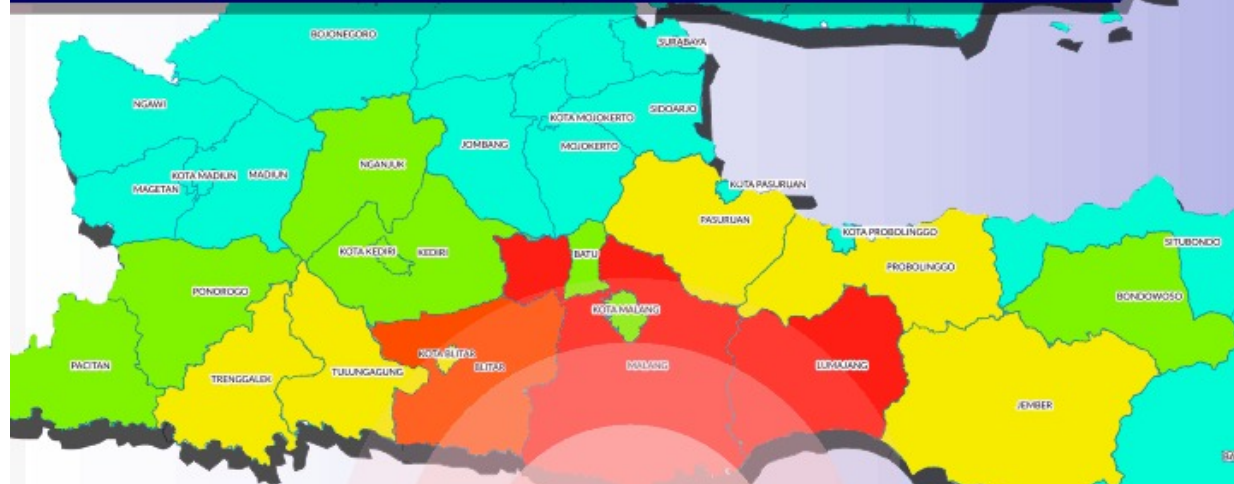 BOJONEGORO
SURABAYA
NGAWI
SIDOARJO
KOTA MOJOKERTO
JOMBANG
MOJOKERTO
NGANJUK
KOTA MADIUN
MADIUN
MAGETAN
KOTA PASURUAN
PASURUAN
KOTA PROBOLINGGO
SITUBONDO
KOTA KEDIRI
KEDIRI
BATU
PROBOLINGGO
PONOROGO
BONDOWOSO
KOTA MALANG
KOTA BLITAR
BLITAR
PACITAN
TRENGGALEK
TULUNGAGUNG
MALANG
LUMAJANG
JEMBER